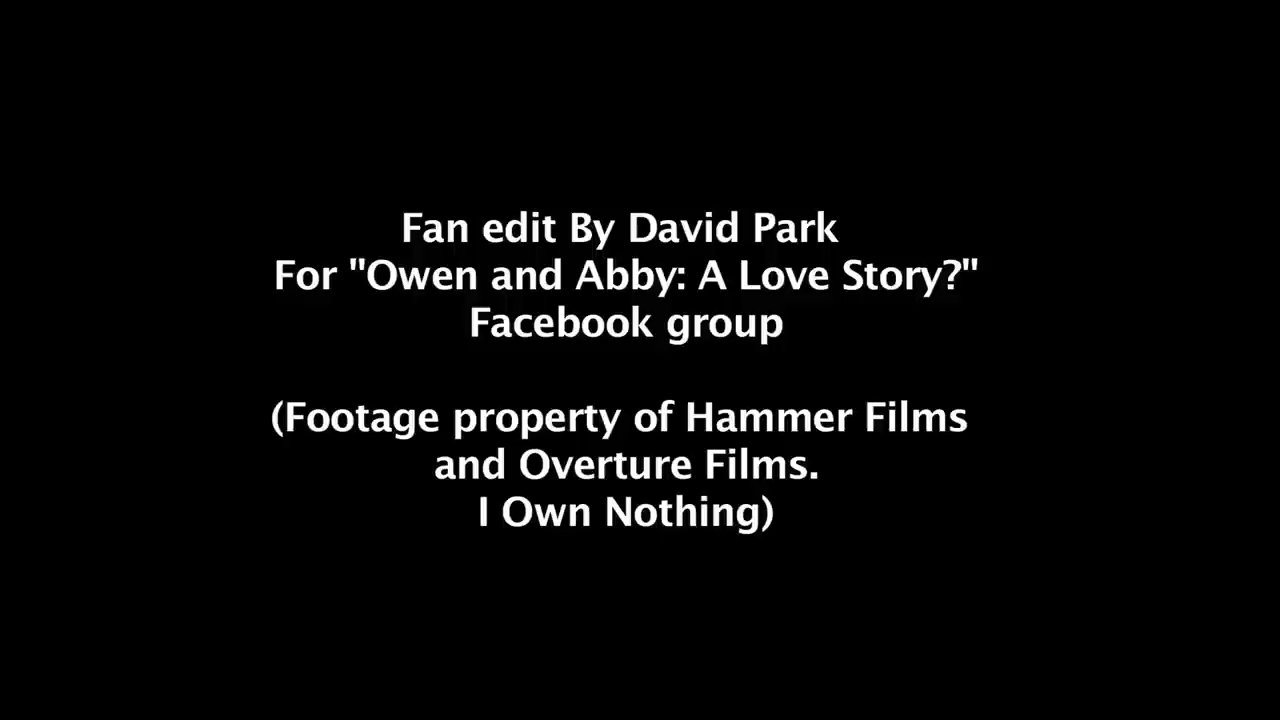 Fan edit By David Park
For "Owen and Abby: A Love Story?"
Facebook group
(Footage property of Hammer Films
and Overture Films.
I Own Nothing)